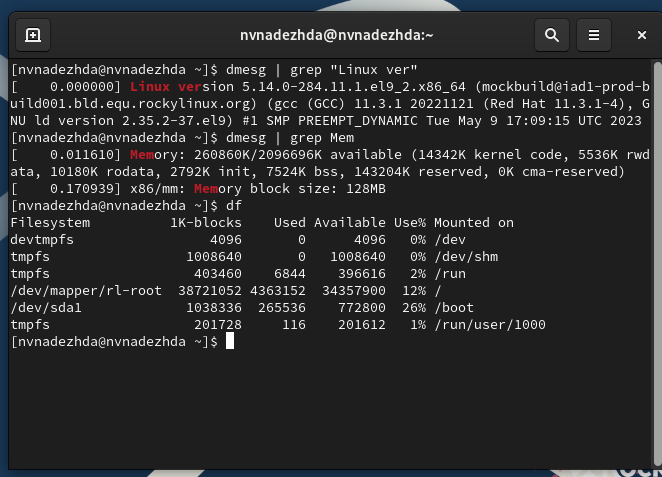 nvnadezhda@nvnadezhda:~
[nvnadezhda@nvnadezhda ~]$ dmesg | grep "Linux ver"
[    0.000000] Linux version 5.14.0-284.11.1.el9_2.x86_64 (mockbuild@iad1-prod-b
uild001.bld.equ.rockylinux.org) (gcc (GCC) 11.3.1 20221121 (Red Hat 11.3.1-4), G
NU ld version 2.35.2-37.el9) #1 SMP PREEMPT_DYNAMIC Tue May 9 17:09:15 UTC 2023
[nvnadezhda@nvnadezhda ~]$ dmesg | grep Mem
[    0.011610] Memory: 260860K/2096696K available (14342K kernel code, 5536K rwd
ata, 10180K rodata, 2792K init, 7524K bss, 143204K reserved, 0K cma-reserved)
[    0.170939] x86/mm: Memory block size: 128MB
[nvnadezhda@nvnadezhda ~]$ df
Filesystem          1K-blocks    Used Available Use% Mounted on
devtmpfs                 4096       0      4096   0% /dev
tmpfs                 1008640       0   1008640   0% /dev/shm
tmpfs                  403460    6844    396616   2% /run
/dev/mapper/rl-root  38721052 4363152  34357900  12% /
/dev/sda1             1038336  265536    772800  26% /boot
tmpfs                  201728     116    201612   1% /run/user/1000
[nvnadezhda@nvnadezhda ~]$